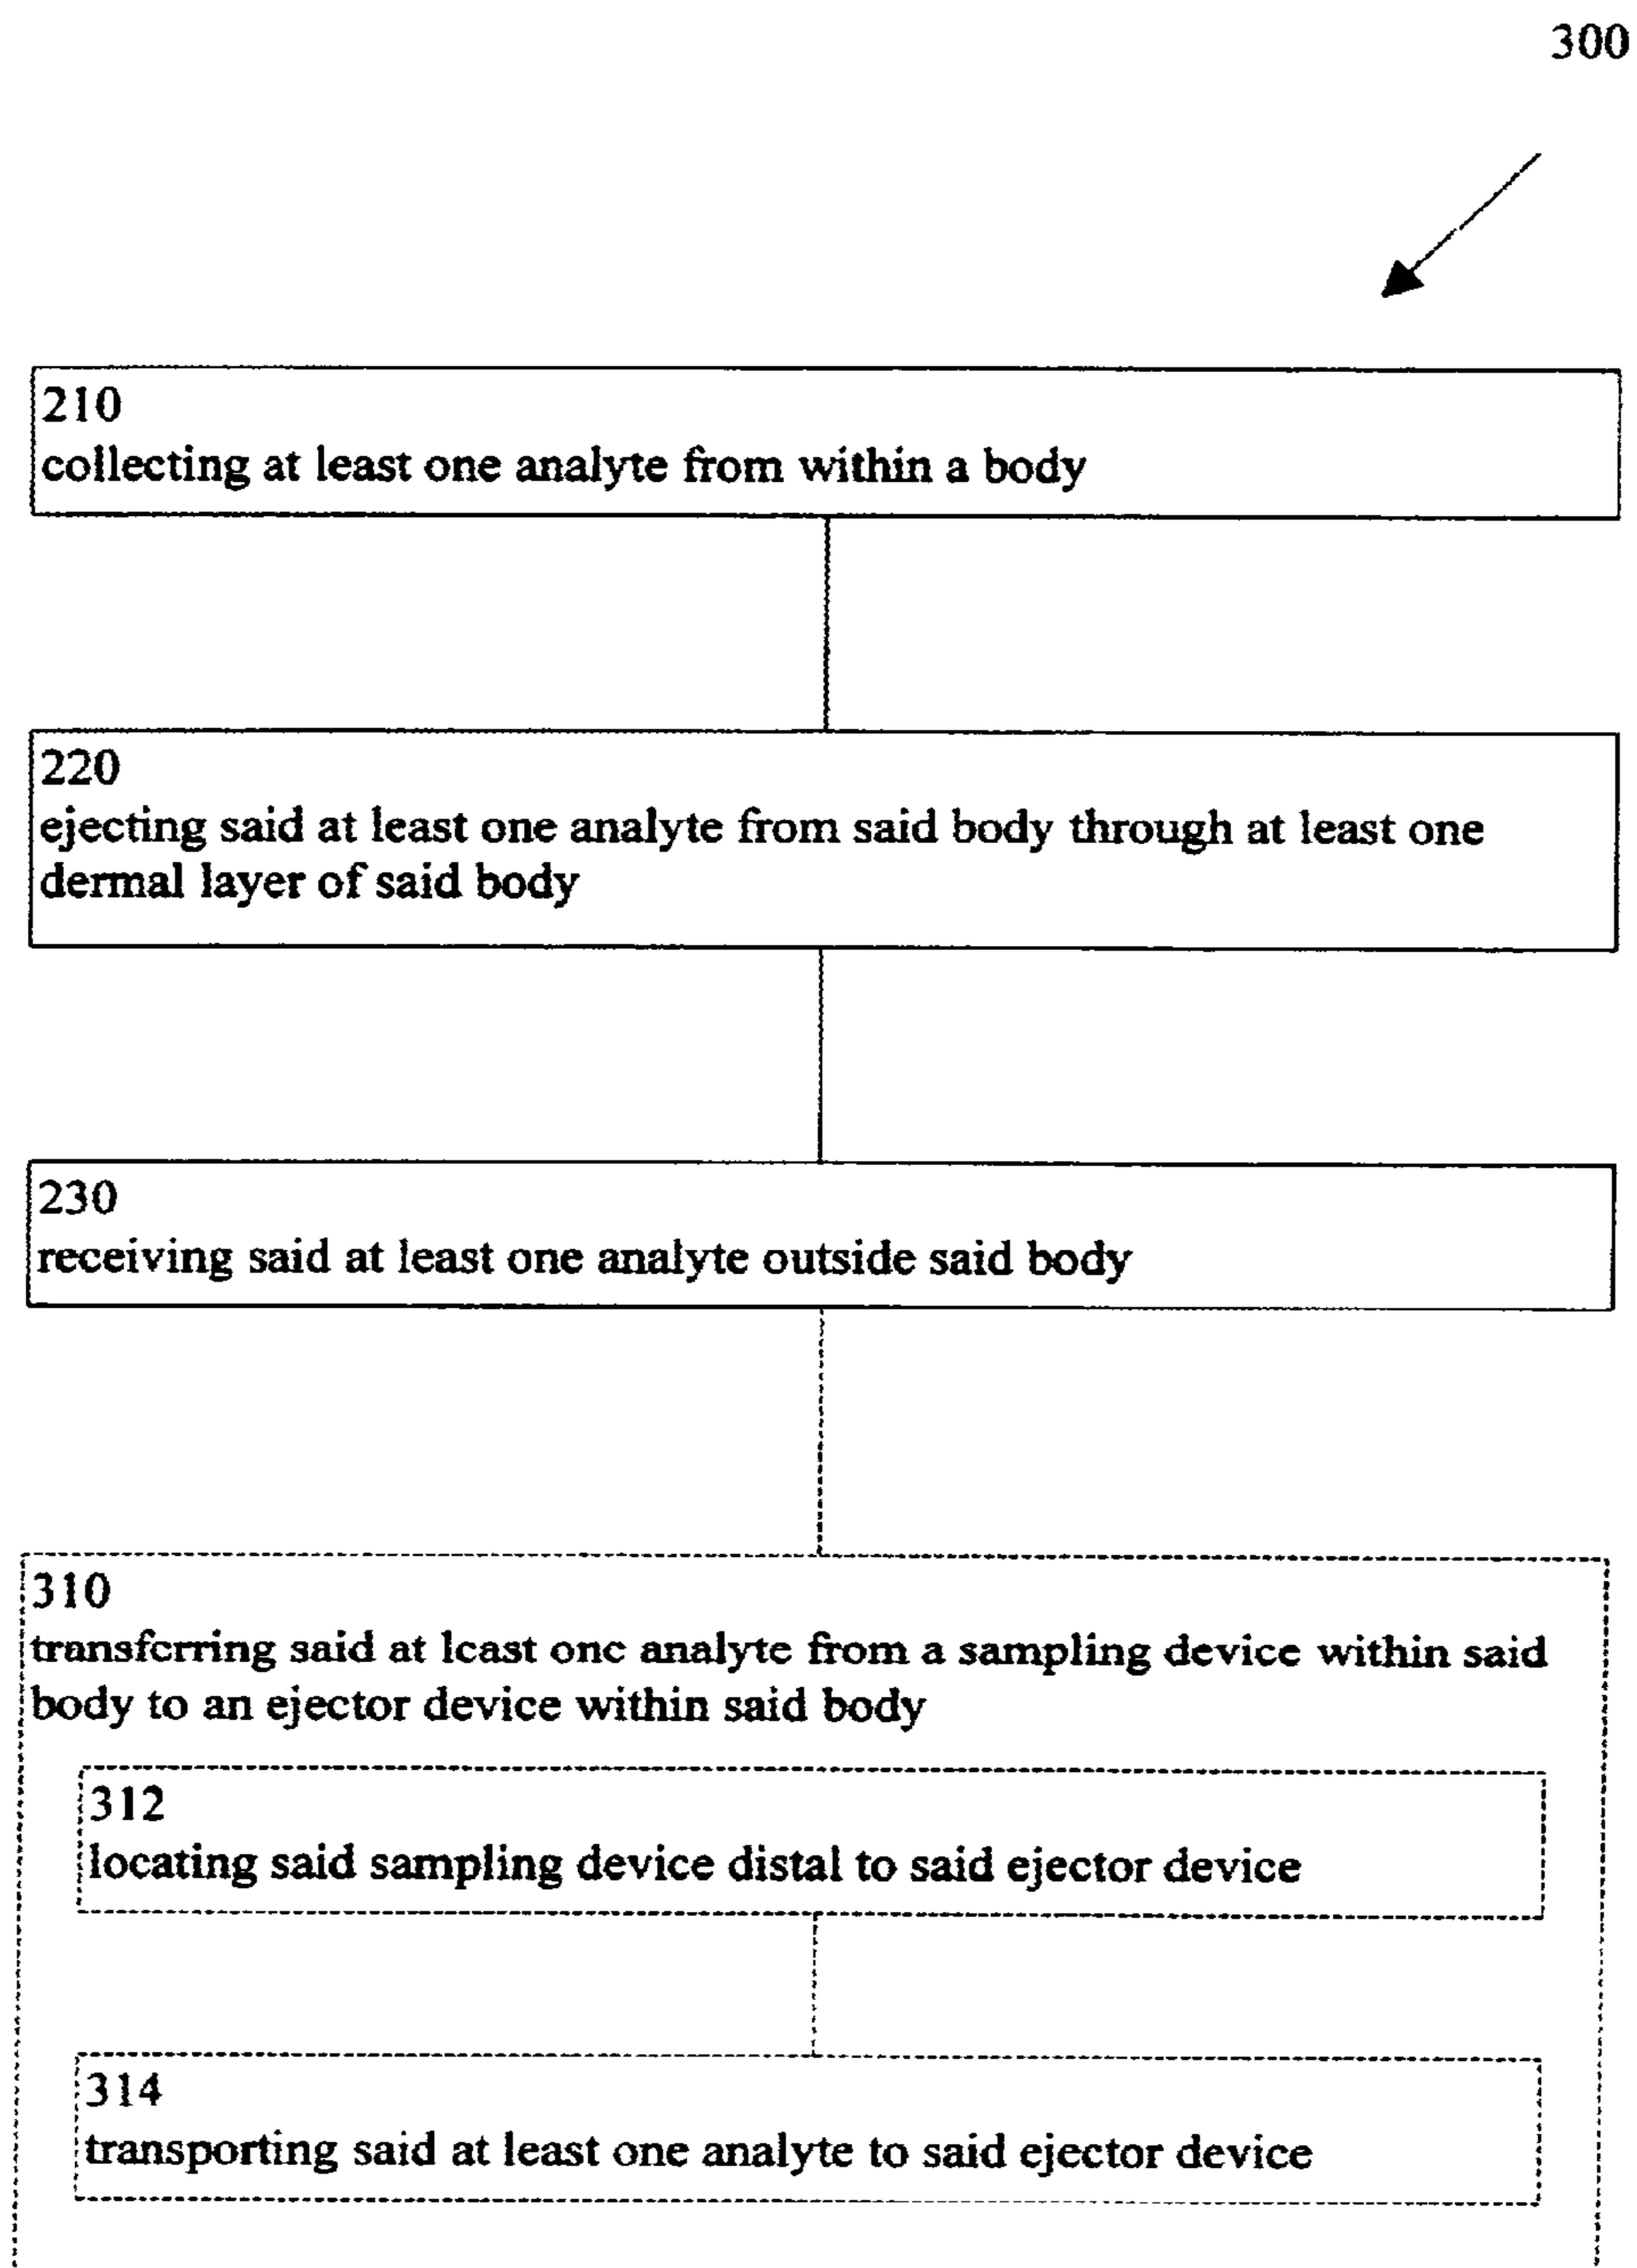 300
210
collecting at least one analyte from within a body
220
ejecting said at least one analyte from said body through at least one
dermal layer of said body
230
receiving said at least one analyte outside said body
310
transferring said at least one analyte from a sampling device within said
body to an ejector device within said body
312
locating said sampling device distal to said ejector device
314
transporting said at least one analyte to said ejector device